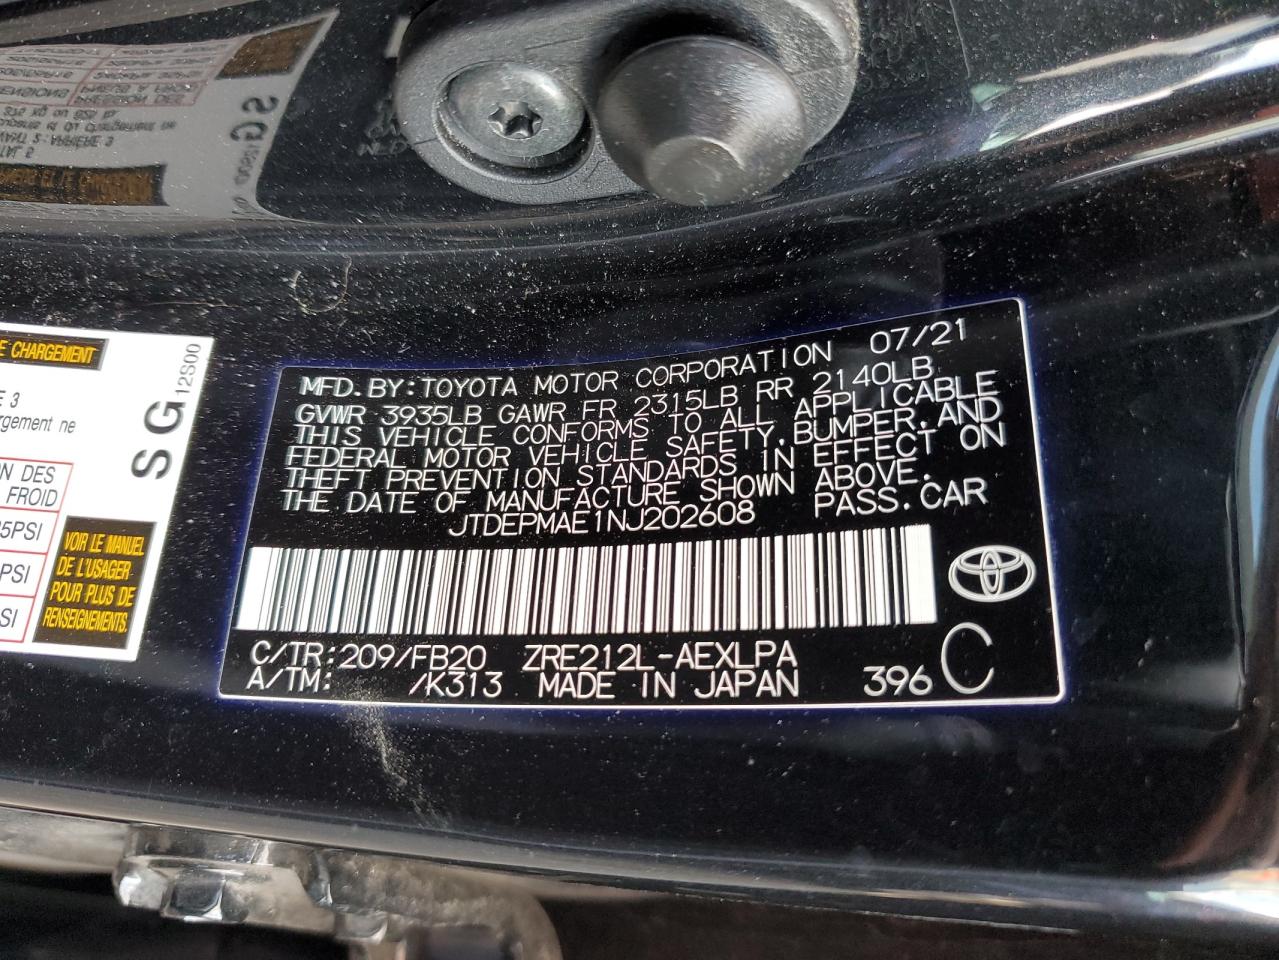 MFD.BY:TOYOTA MOTOR CORPORATION 07/21
GVWR 3935LB GAWR FR 2315LB RR 2140LB
THIS VEHICLE CONFORMS TO ALL APPLICABLE
FEDERAL MOTOR VEHICLE SAFETY,BUMPER,AND
THEFT PREVENTION STANDARDS IN EFFECT ON
THE DATE OF MANUFACTURE SHOWN ABOVE.
JTDEPMAE1NJ202608 PASS.CAR
C/TR:209/FB20 ZRE212L-AEXLPA
A/TM: /K313 MADE IN JAPAN 396 C
E CHARGEMENT
E 3
rgement ne
ON DES
FROID
5PSI
PSI
SI
VOIR LE MANUEL
DE L'USAGER
POUR PLUS DE
RENSEIGNEMENTS.
SG
12S00